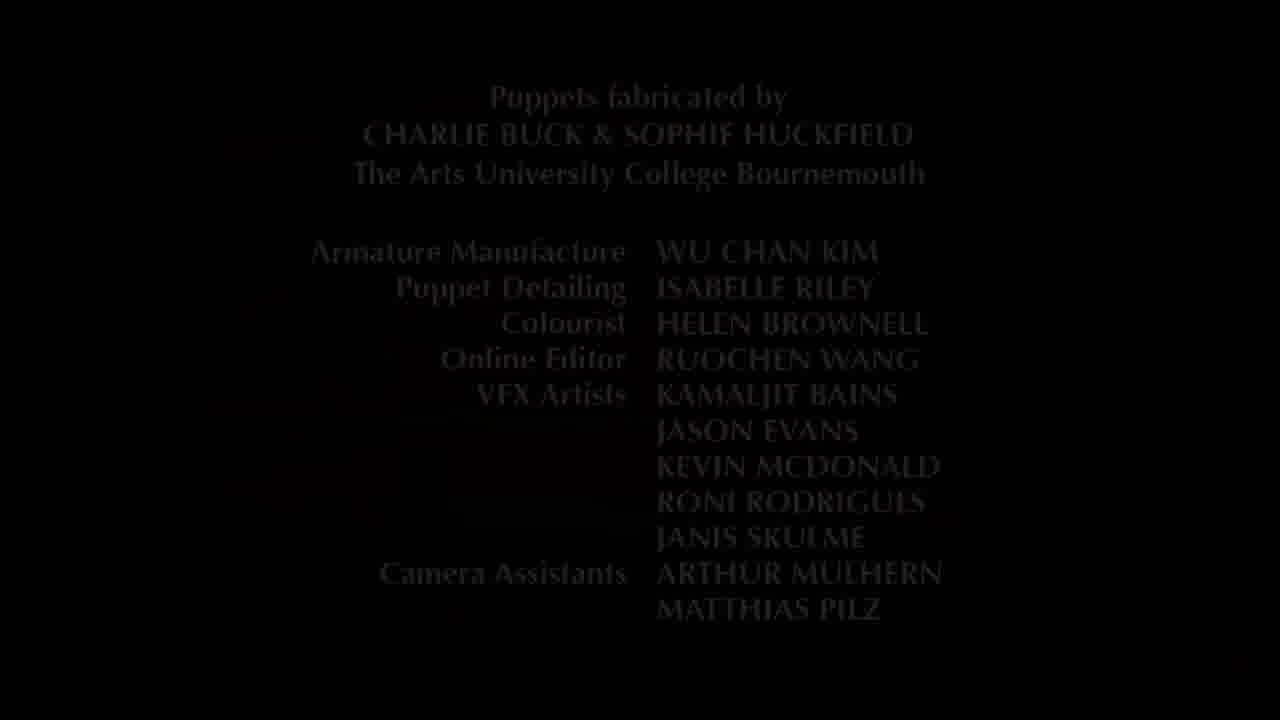 Puppets fabricated by
CHARLIE BUCK & SOPHIE HUCKFIELD
The Arts University College Bournemouth
Armature Manufacture WU CHAN KIM
Puppet Detailing ISABELLE RILEY
Colourist HELEN BROWNELL
Online Editor RUOCHEN WANG
VFX Artists KAMALJIT BAINS
JASON EVANS
KEVIN MCDONALD
RONI RODRIGUES
JANIS SKULME
Camera Assistants ARTHUR MULHERN
MATTHIAS PILZ